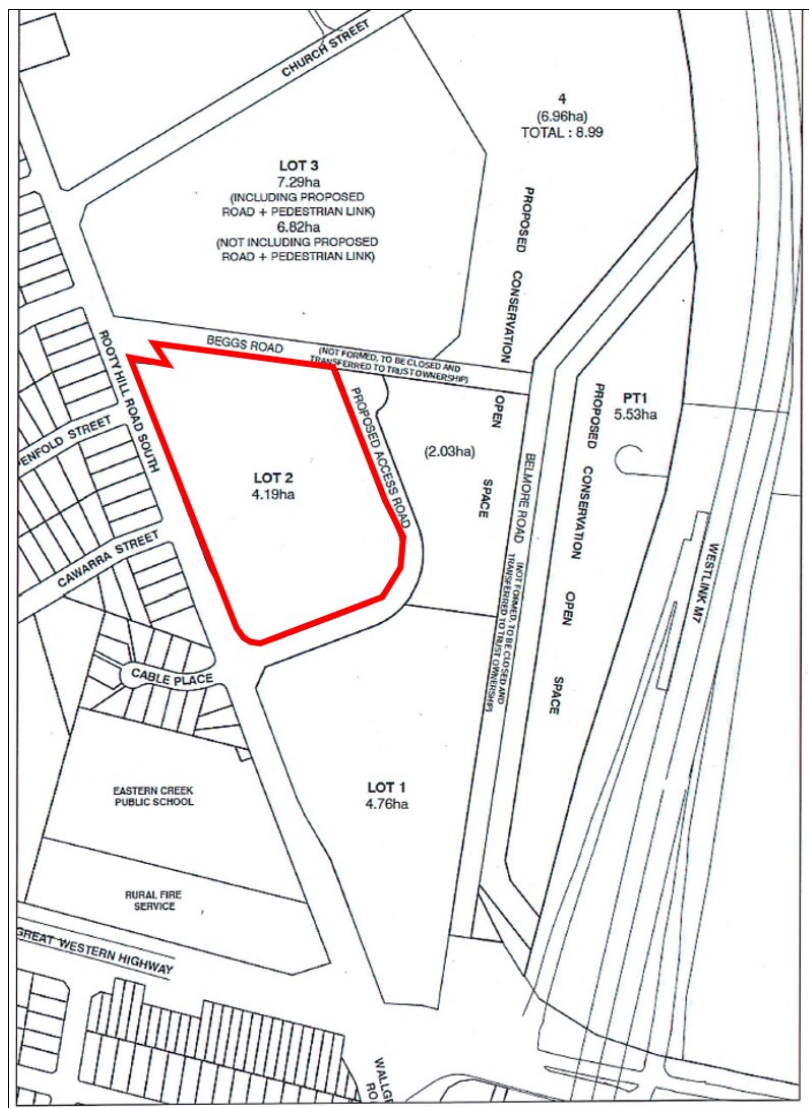 CHURCH STREET
4
(6.96ha)
TOTAL : 8.99
LOT 3
7.29ha
(INCLUDING PROPOSED
ROAD + PEDESTRIAN LINK)
6.82ha
(NOT INCLUDING PROPOSED
ROAD + PEDESTRIAN LINK)
PROPOSED CONSERVATION
OPEN SPACE
BEGGS ROAD
(NOT FORMED, TO BE CLOSED AND
TRANSFERRED TO TRUST OWNERSHIP)
ROOTY HILL ROAD SOUTH
PENFOLD STREET
PROPOSED ACCESS ROAD
(2.03ha)
PT1
5.53ha
PROPOSED CONSERVATION
OPEN SPACE
BELMORE ROAD
(NOT FORMED, TO BE CLOSED AND
TRANSFERRED TO TRUST OWNERSHIP)
LOT 2
4.19ha
CAWARRA STREET
WESTLINK M7
CABLE PLACE
LOT 1
4.76ha
EASTERN CREEK
PUBLIC SCHOOL
RURAL FIRE
SERVICE
GREAT WESTERN HIGHWAY
WALLG
RO